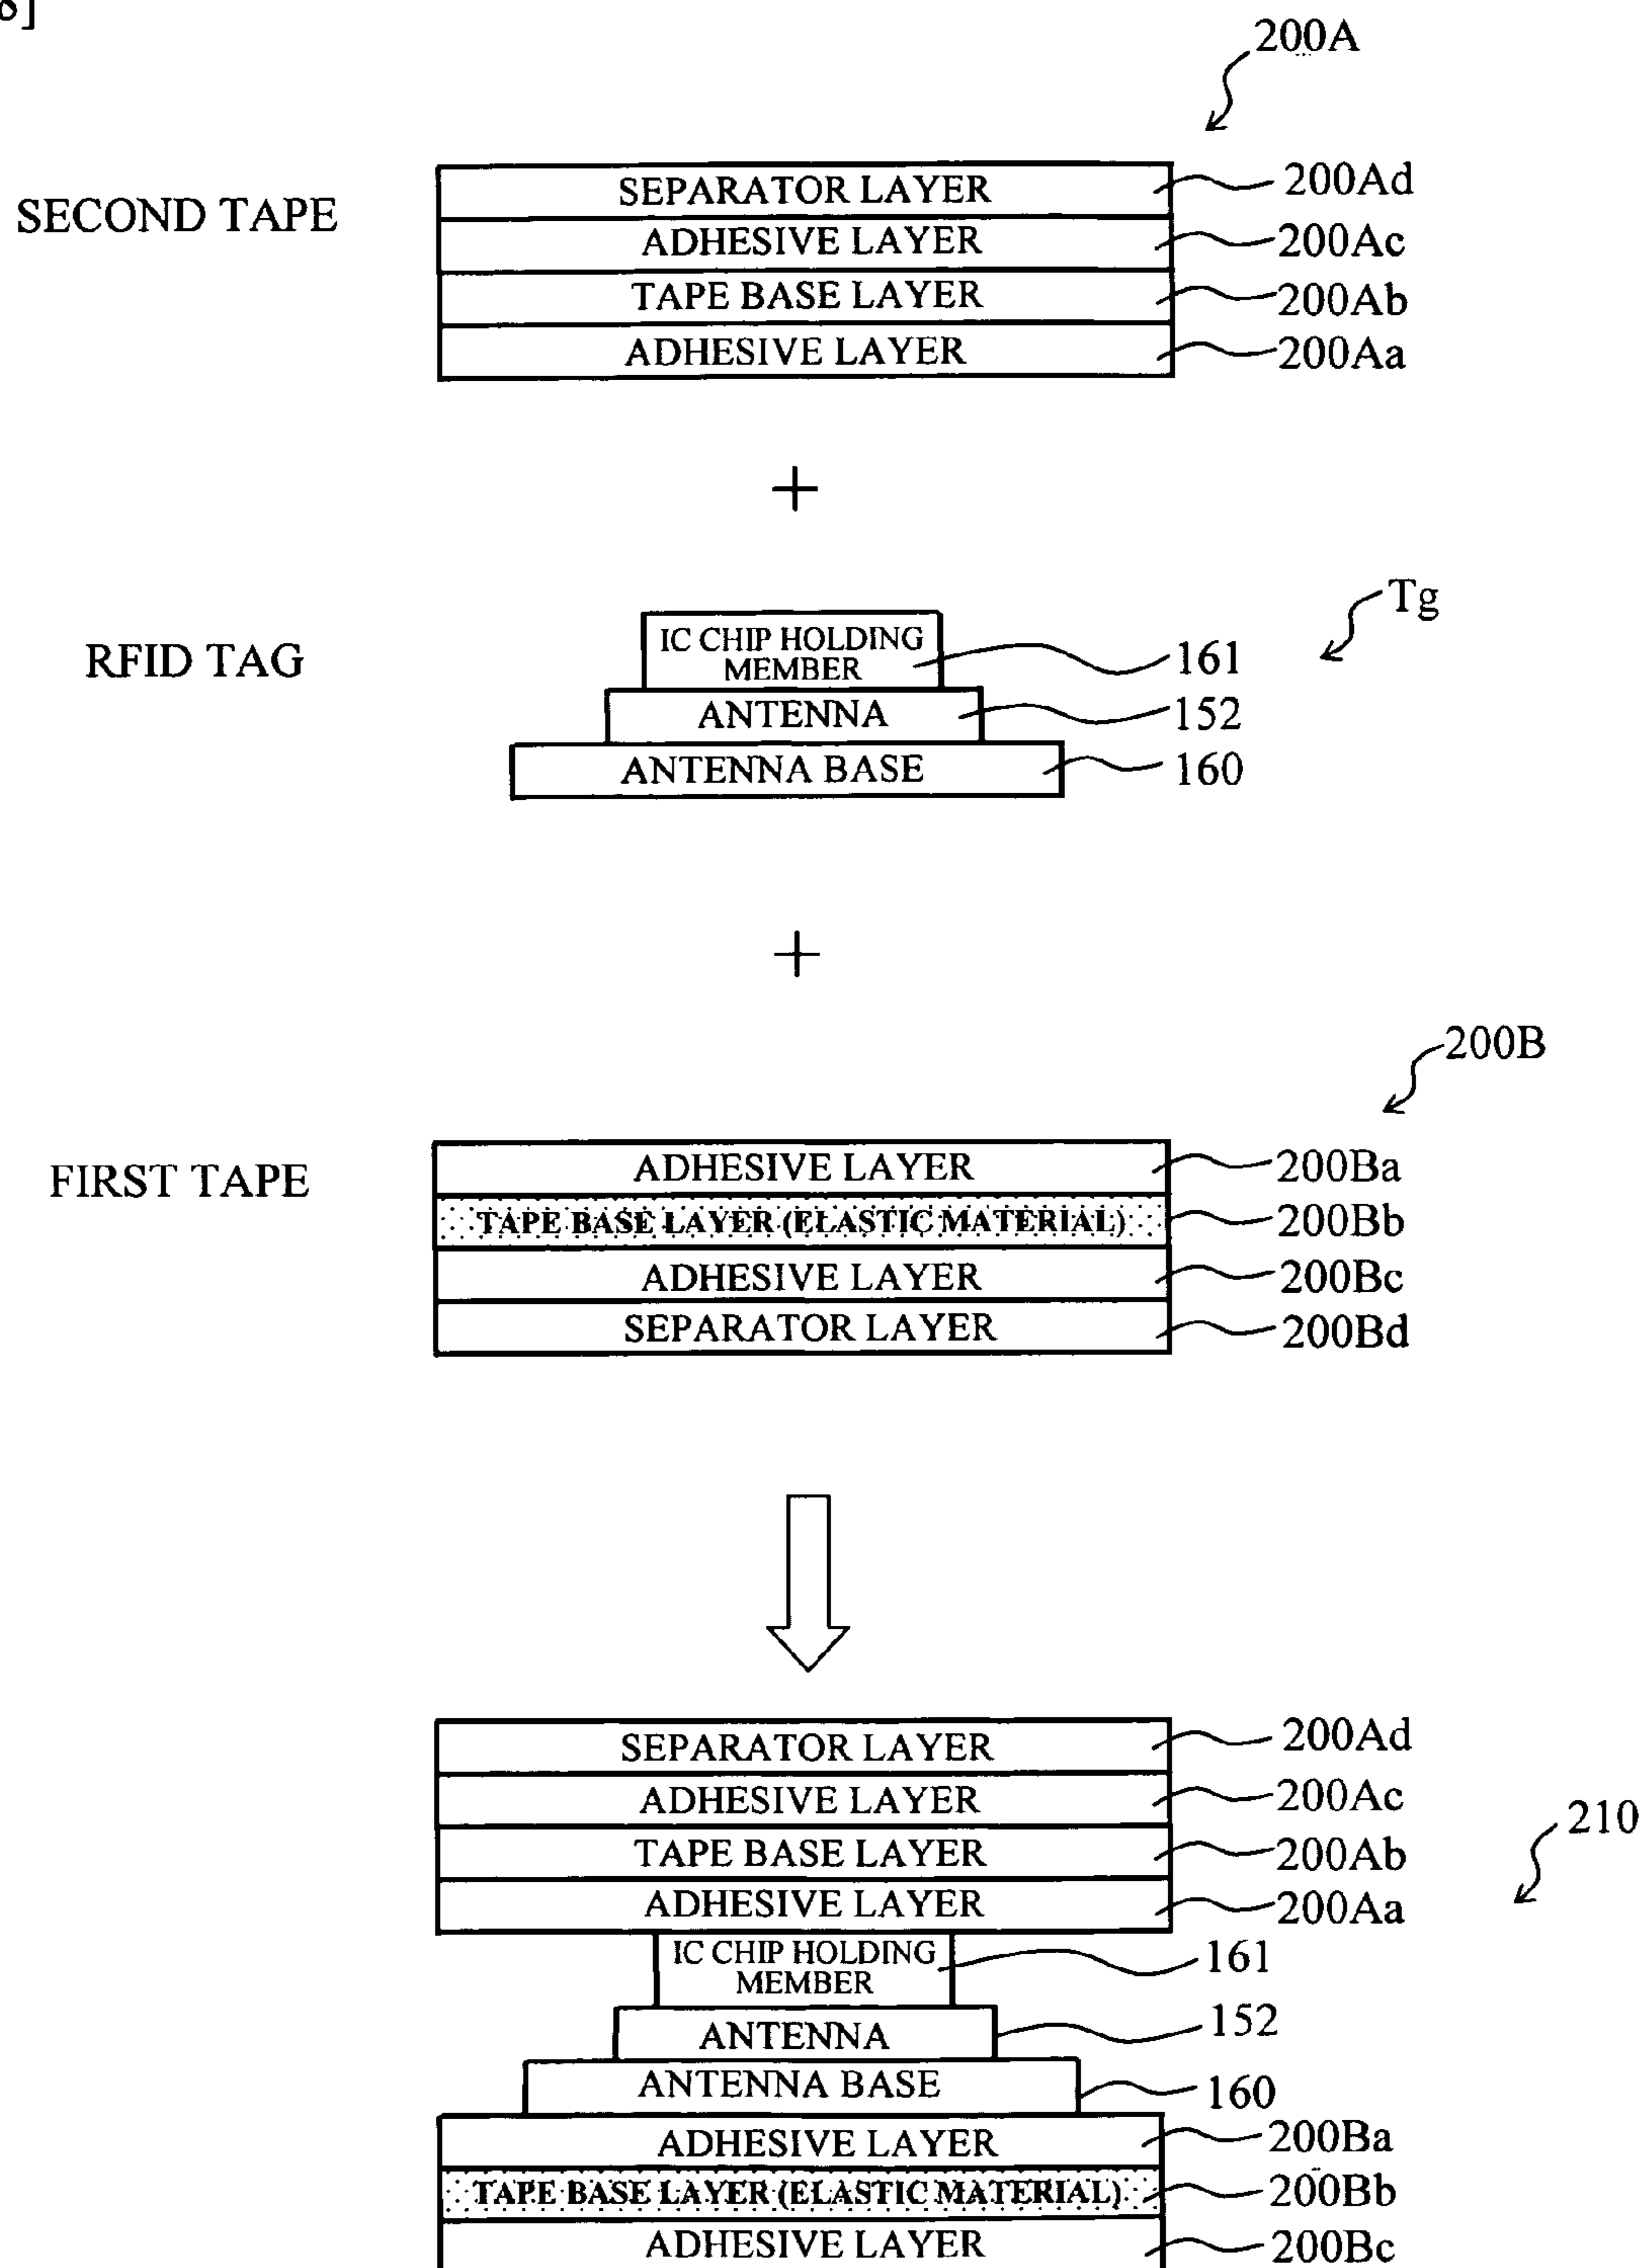 8]
200A
SEPARATOR LAYER 200Ad
SECOND TAPE
ADHESIVE LAYER 200Ac
TAPE BASE LAYER 200Ab
ADHESIVE LAYER 200Aa
+
Tg
RFID TAG
IC CHIP HOLDING
MEMBER 161
ANTENNA 152
ANTENNA BASE 160
+
200B
FIRST TAPE
ADHESIVE LAYER 200Ba
TAPE BASE LAYER (ELASTIC MATERIAL) 200Bb
ADHESIVE LAYER 200Bc
SEPARATOR LAYER 200Bd
SEPARATOR LAYER 200Ad
ADHESIVE LAYER 200Ac
210
TAPE BASE LAYER 200Ab
ADHESIVE LAYER 200Aa
IC CHIP HOLDING
MEMBER 161
ANTENNA 152
ANTENNA BASE 160
ADHESIVE LAYER 200Ba
TAPE BASE LAYER (ELASTIC MATERIAL) 200Bb
ADHESIVE LAYER 200Bc